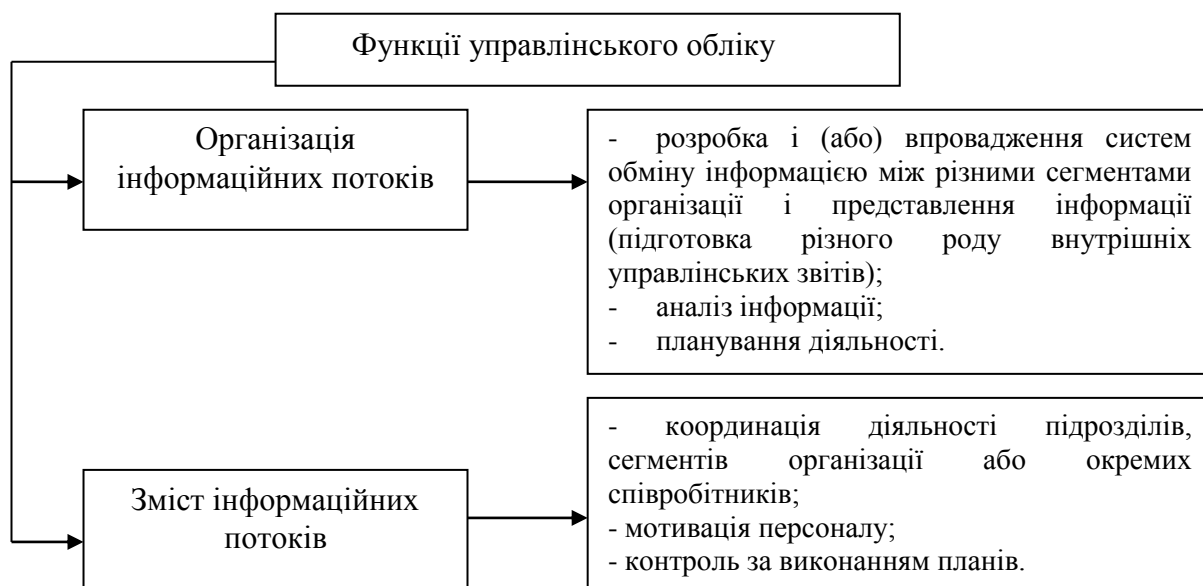 Функції управлінського обліку
Організація
інформаційних потоків
- розробка і (або) впровадження систем
обміну інформацією між різними сегментами
організації і представлення інформації
(підготовка різного роду внутрішніх
управлінських звітів);
- аналіз інформації;
- планування діяльності.
Зміст інформаційних
потоків
- координація діяльності підрозділів,
сегментів організації або окремих
співробітників;
- мотивація персоналу;
- контроль за виконанням планів.